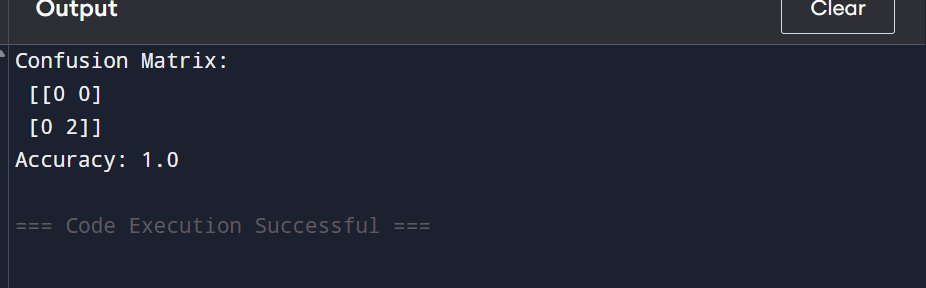 Output
Clear
Confusion Matrix:
[[0 0]
[0 2]]
Accuracy: 1.0
=== Code Execution Successful ===